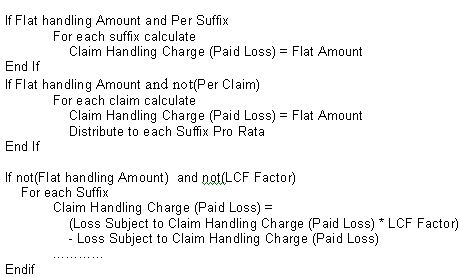 If Flat handling Amount and Per Suffix
For each suffix calculate
Claim Handling Charge (Paid Loss) = Flat Amount
End If
If Flat handling Amount and not(Per Claim)
For each claim calculate
Claim Handling Charge (Paid Loss) = Flat Amount
Distribute to each Suffix Pro Rata
End If
If not(Flat handling Amount) and not(LCF Factor)
For each Suffix
Claim Handling Charge (Paid Loss) =
(Loss Subject to Claim Handling Charge (Paid Loss) * LCF Factor)
- Loss Subject to Claim Handling Charge (Paid Loss)
............
Endif